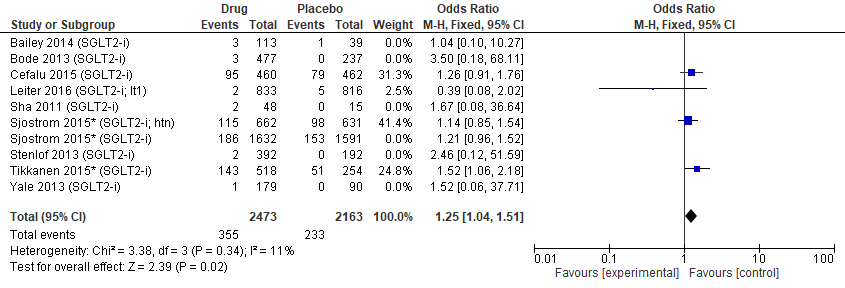 Drug Placebo Odds Ratio Odds Ratio
Study or Subgroup Events Total Events Total Weight M-H, Fixed, 95% CI M-H, Fixed, 95% CI
Bailey 2014 (SGLT2-i) 3 113 1 39 0.0% 1.04 [0.10, 10.27]
Bode 2013 (SGLT2-i) 3 477 0 237 0.0% 3.50 [0.18, 68.11]
Cefalu 2015 (SGLT2-i) 95 460 79 462 31.3% 1.26 [0.91, 1.76]
Leiter 2016 (SGLT2-i; lt1) 2 833 5 816 2.5% 0.39 [0.08, 2.02]
Sha 2011 (SGLT2-i) 2 48 0 15 0.0% 1.67 [0.08, 36.64]
Sjostrom 2015* (SGLT2-i; htn) 115 662 98 631 41.4% 1.14 [0.85, 1.54]
Sjostrom 2015* (SGLT2-i) 186 1632 153 1591 0.0% 1.21 [0.96, 1.52]
Stenlof 2013 (SGLT2-i) 2 392 0 192 0.0% 2.46 [0.12, 51.59]
Tikkanen 2015* (SGLT2-i) 143 518 51 254 24.8% 1.52 [1.06, 2.18]
Yale 2013 (SGLT2-i) 1 179 0 90 0.0% 1.52 [0.06, 37.71]
Total (95% CI) 2473 2163 100.0% 1.25 [1.04, 1.51]
Total events 355 233
Heterogeneity: Chi² = 3.38, df = 3 (P = 0.34); I² = 11%
Test for overall effect: Z = 2.39 (P = 0.02)
0.01 0.1 1 10 100
Favours [experimental] Favours [control]